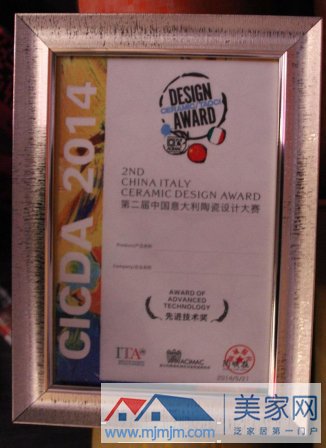 CICDA 2014
DESIGN
CERAMIC
AWARD
2ND
CHINA ITALY
CERAMIC DESIGN AWARD
第二届中国意大利陶瓷设计大赛
Product/产品名称:
Company/企业名称:
AWARD OF
ADVANCED
TECHNOLOGY
先进技术奖
ITA
ACIMAC
2014/5/21
美家网
泛家居第一门户
www.mjmjm.com